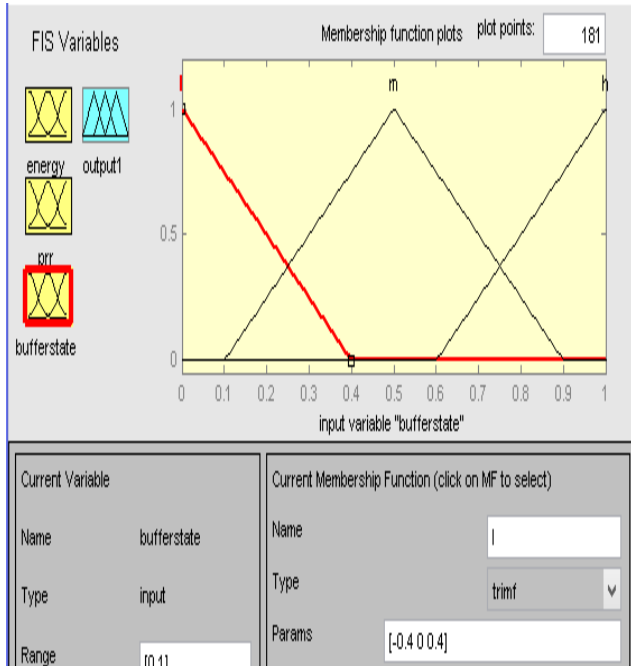 FIS Variables
Membership function plots
plot points:
181
energy
output1
prr
bufferstate
l
m
h
1
0.5
0
0 0.1 0.2 0.3 0.4 0.5 0.6 0.7 0.8 0.9 1
input variable "bufferstate"
Current Variable
Name bufferstate
Type input
Range [0 1]
Current Membership Function (click on MF to select)
Name l
Type trimf
Params [-0.4 0 0.4]